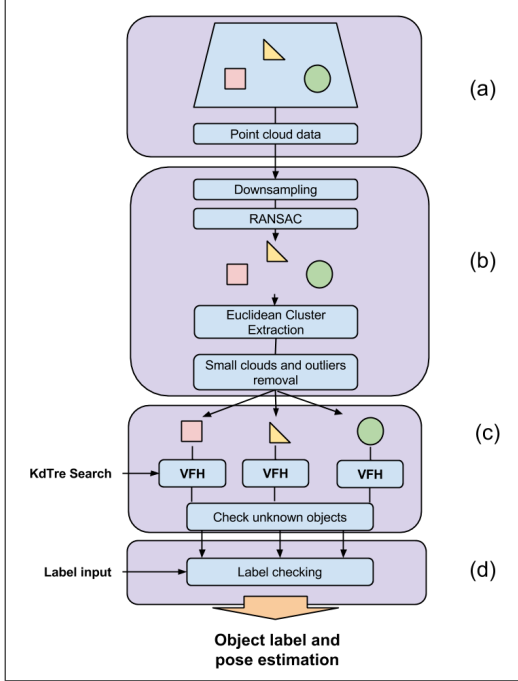 (a)
Point cloud data
Downsampling
RANSAC
(b)
Euclidean Cluster
Extraction
Small clouds and outliers
removal
(c)
KdTre Search
VFH
VFH
VFH
Check unknown objects
Label input
Label checking
(d)
Object label and
pose estimation